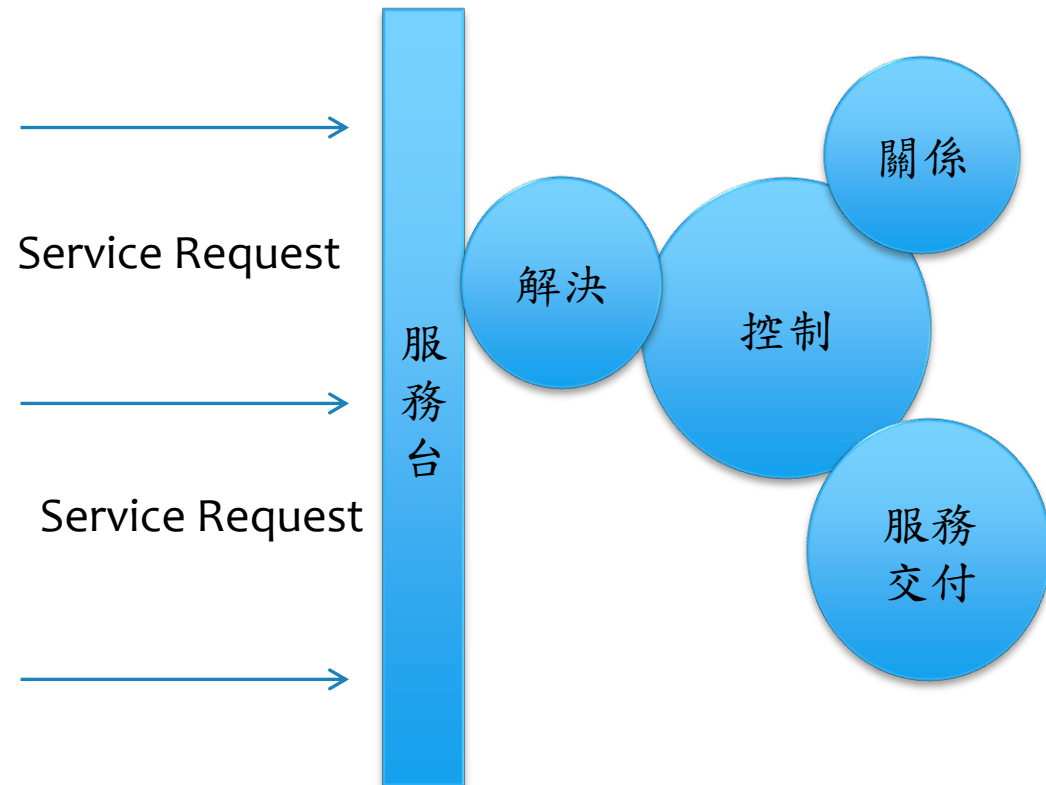 Service Request
Service Request
服
務
台
解決
控制
關係
服務
交付